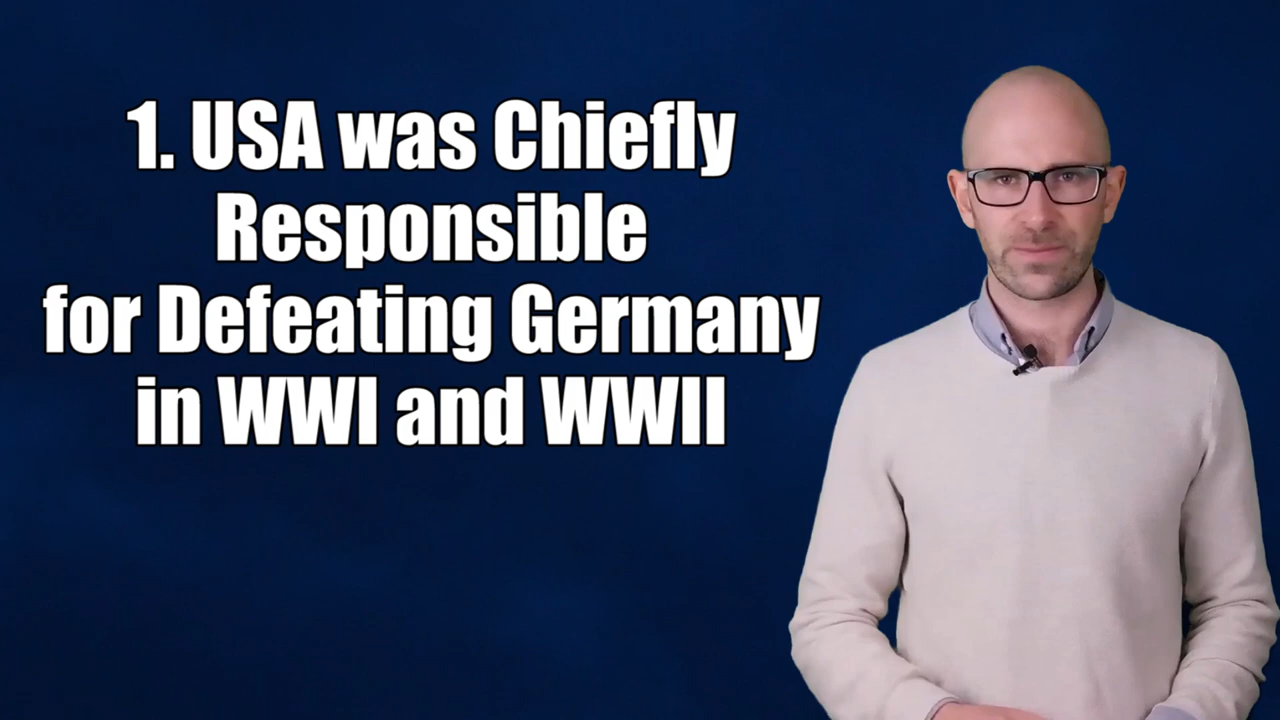 1. USA was Chiefly
Responsible
for Defeating Germany
in WWI and WWII